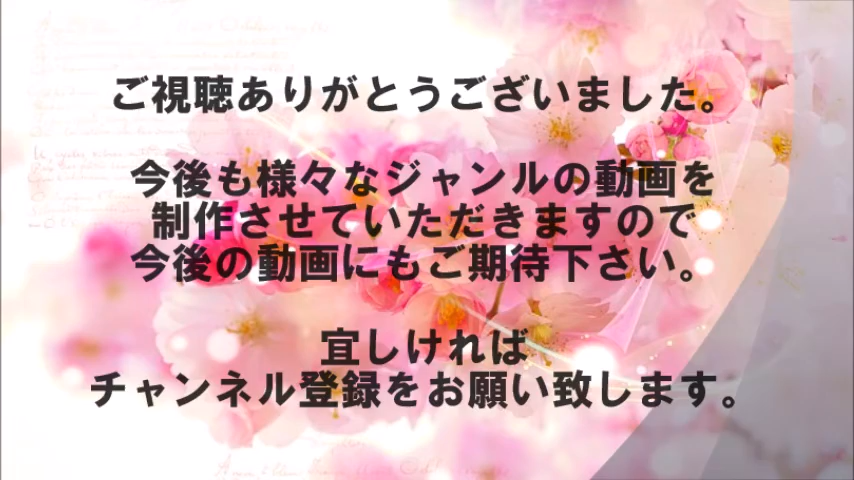 ご視聴ありがとうございました。
今後も様々なジャンルの動画を
制作させていただきますので
今後の動画にもご期待下さい。
宜しければ
チャンネル登録をお願い致します。